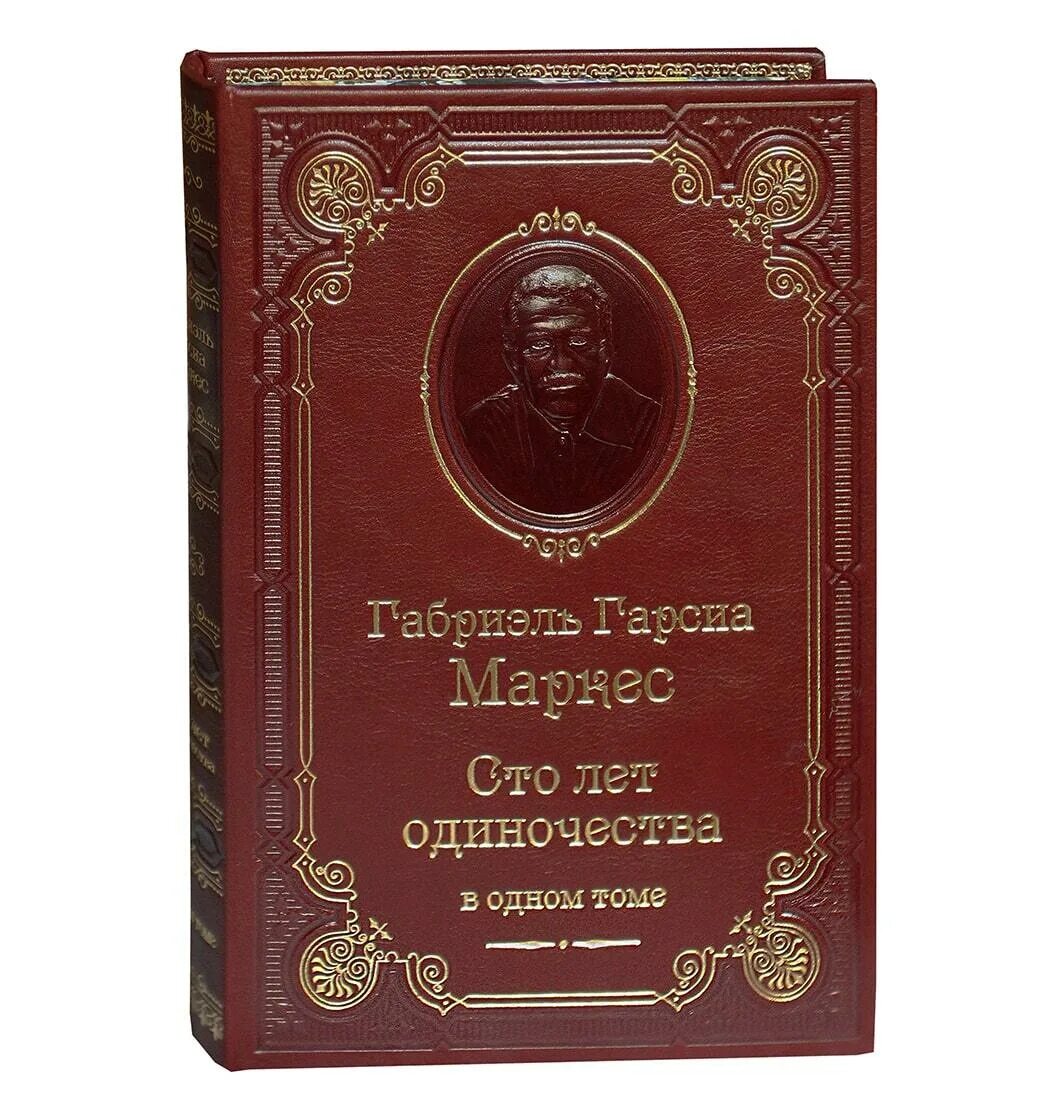 Габриэль Гарсиа
Маркес
Сто лет
одиночества
в одном томе